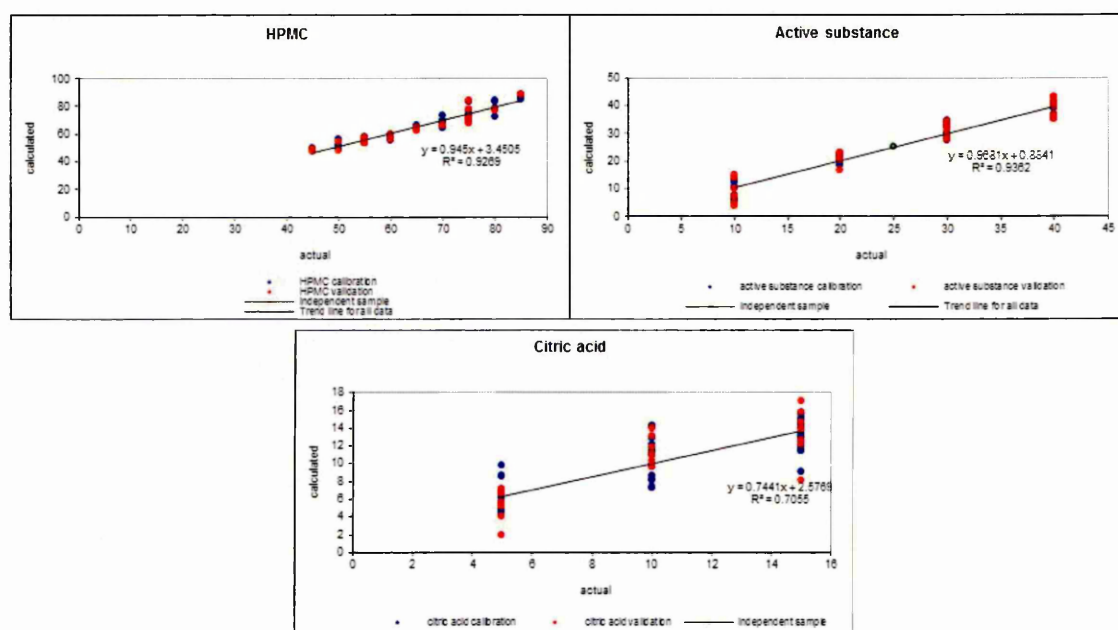 HPMC
100
80
60
40
20
0
calculated
0 10 20 30 40 50 60 70 80 90
actual
y = 0.945x + 3.4505
R² = 0.9269
HPMC calibration
HPMC validation
Independent sample
Trend line for all data
Active substance
50
40
30
20
10
0
calculated
0 5 10 15 20 25 30 35 40 45
actual
R² = 0.9362
active substance calibration active substance validation
Independent sample Trend line for all data
Citric acid
18
16
14
12
10
8
6
4
2
0
calculated
0 2 4 6 8 10 12 14 16
actual
y = 0.7441x + 2.5769
R² = 0.7055
citric acid calibration citric acid validation Independent sample